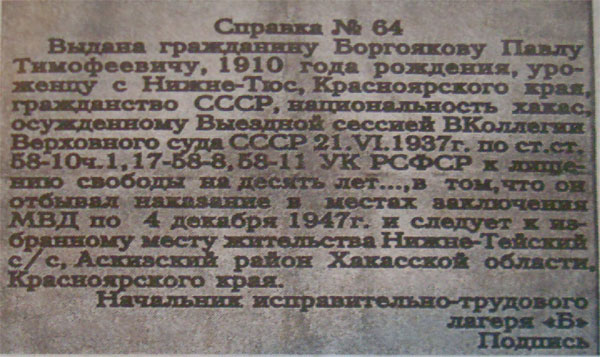 Справка № 64
Выдана гражданину Боргоякову Павлу
Тимофеевичу, 1910 года рождения, уро-
женцу с Нижне-Тюс, Красноярского края,
гражданство СССР, национальность хакас,
осужденному Выездной сессией ВКоллегии
Верховного суда СССР 21.VI.1937г. по ст.ст.
58-10ч.1, 17-58-8, 58-11 УК РСФСР к лише-
нию свободы на десять лет..., в том, что он
отбывал наказание в местах заключения
МВД по 4 декабря 1947г. и следует к из-
бранному месту жительства Нижне-Тейский
с/с, Аскизский район Хакасской области,
Красноярского края.
Начальник исправительно-трудового
лагеря «Б»
Подпись